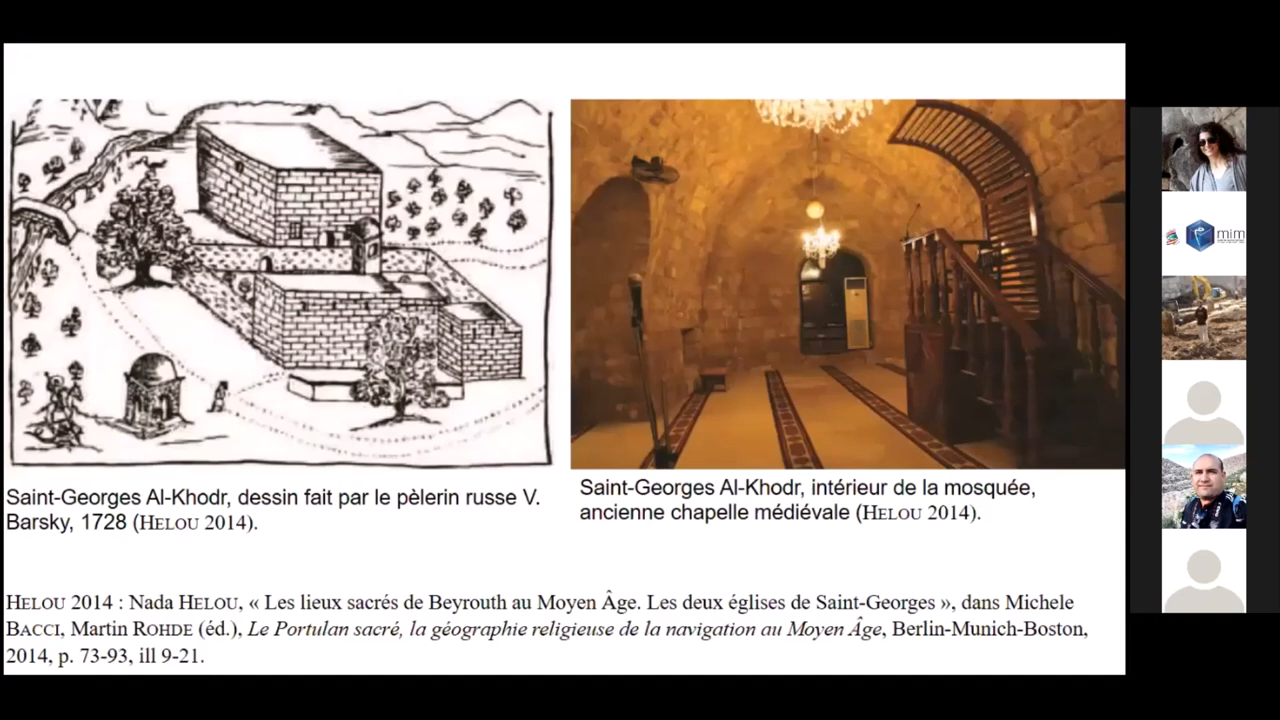 Saint-Georges Al-Khodr, dessin fait par le pèlerin russe V.
Barsky, 1728 (HELOU 2014).
Saint-Georges Al-Khodr, intérieur de la mosquée,
ancienne chapelle médiévale (HELOU 2014).
HELOU 2014 : Nada HELOU, « Les lieux sacrés de Beyrouth au Moyen Âge. Les deux églises de Saint-Georges », dans Michele
BACCI, Martin ROHDE (éd.), Le Portulan sacré, la géographie religieuse de la navigation au Moyen Âge, Berlin-Munich-Boston,
2014, p. 73-93, ill 9-21.
mim